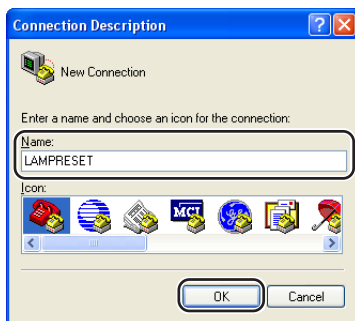 Connection Description
New Connection
Enter a name and choose an icon for the connection:
Name:
LAMPRESET
Icon:
MCI
OK Cancel